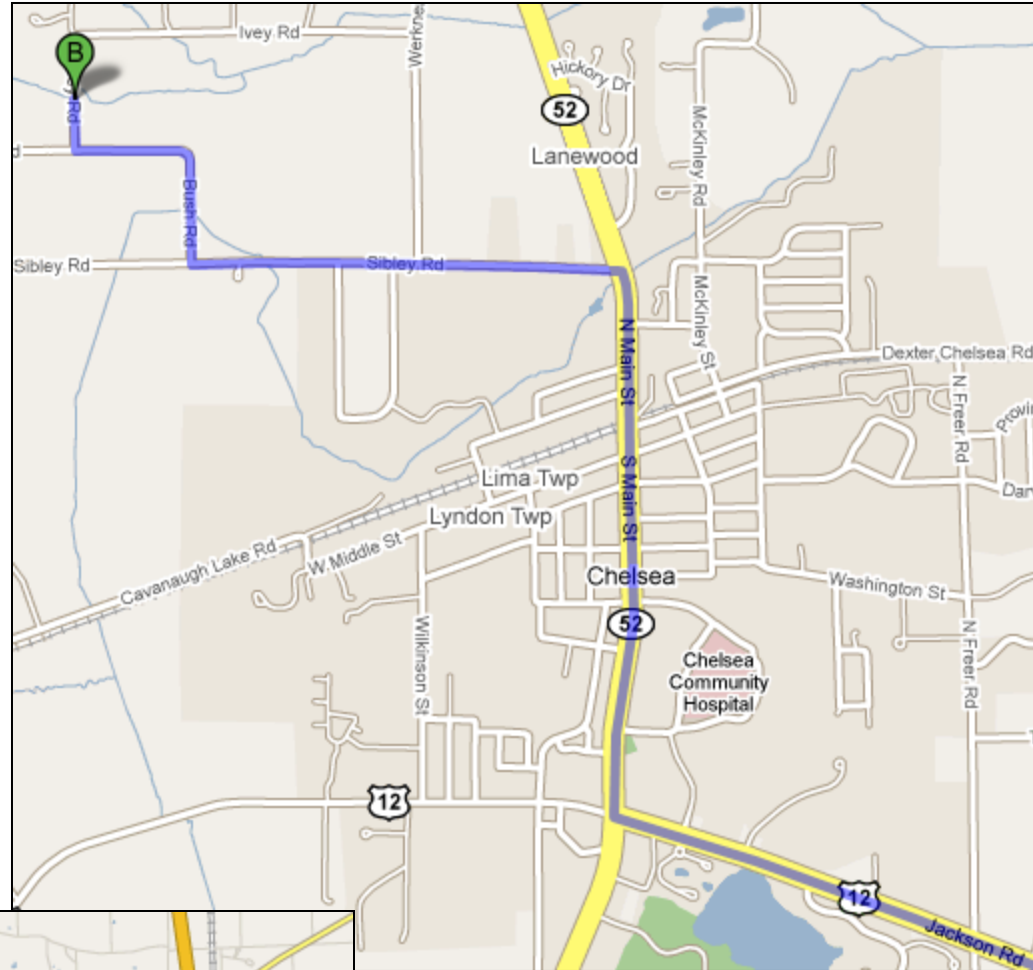 Ivey Rd
B
Hickory Dr
52
Lanewood
McKinley Rd
Bush Rd
Sibley Rd
Sibley Rd
McKinley St
N Main St
Dexter Chelsea Rd
N Freer Rd
S Main St
Lima Twp
Lyndon Twp
Cavanaugh Lake Rd
W Middle St
Chelsea
Washington St
52
Wilkinson St
N Freer Rd
Chelsea
Community
Hospital
12
12
Jackson Rd